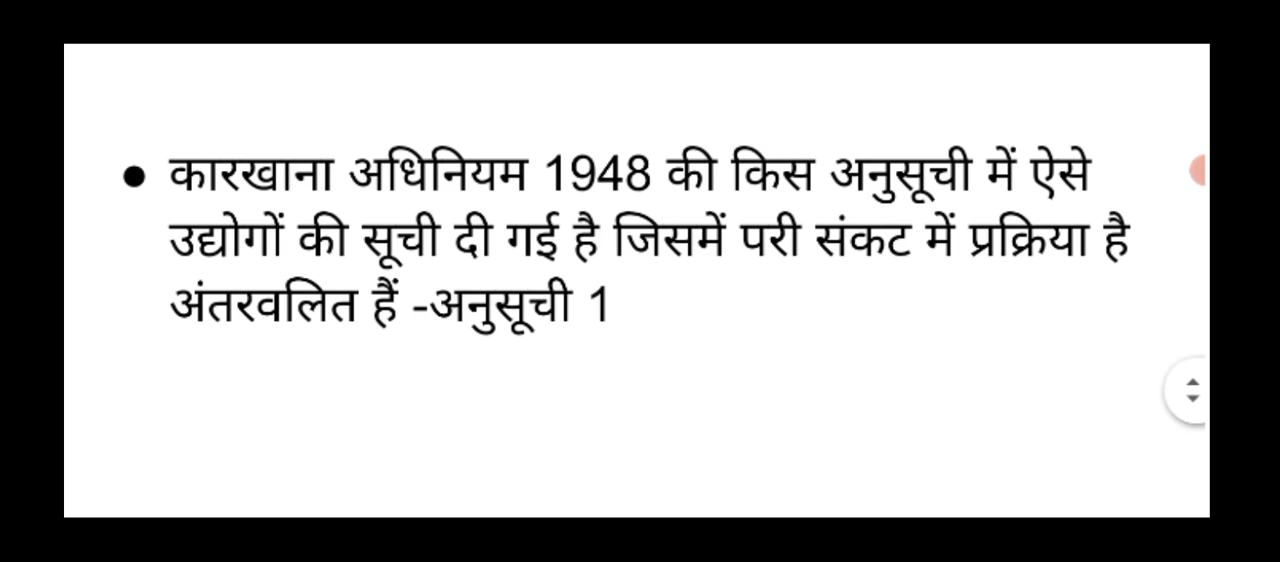 ● कारखाना अधिनियम 1948 की किस अनुसूची में ऐसे
उद्योगों की सूची दी गई है जिसमें परी संकट में प्रक्रिया है
अंतरवलित हैं -अनुसूची 1